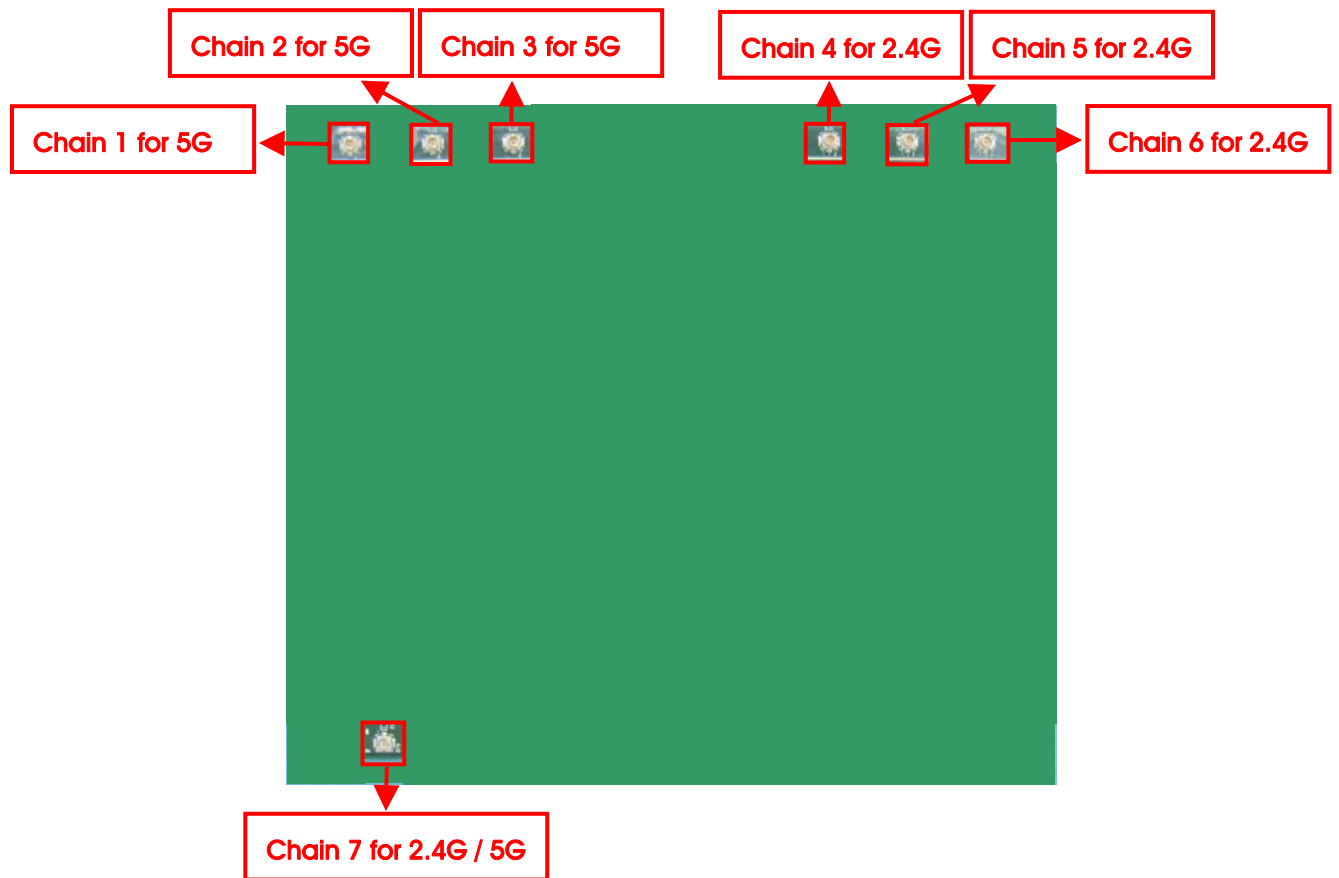 Chain 2 for 5G
Chain 3 for 5G
Chain 4 for 2.4G
Chain 5 for 2.4G
Chain 1 for 5G
Chain 6 for 2.4G
Chain 7 for 2.4G / 5G